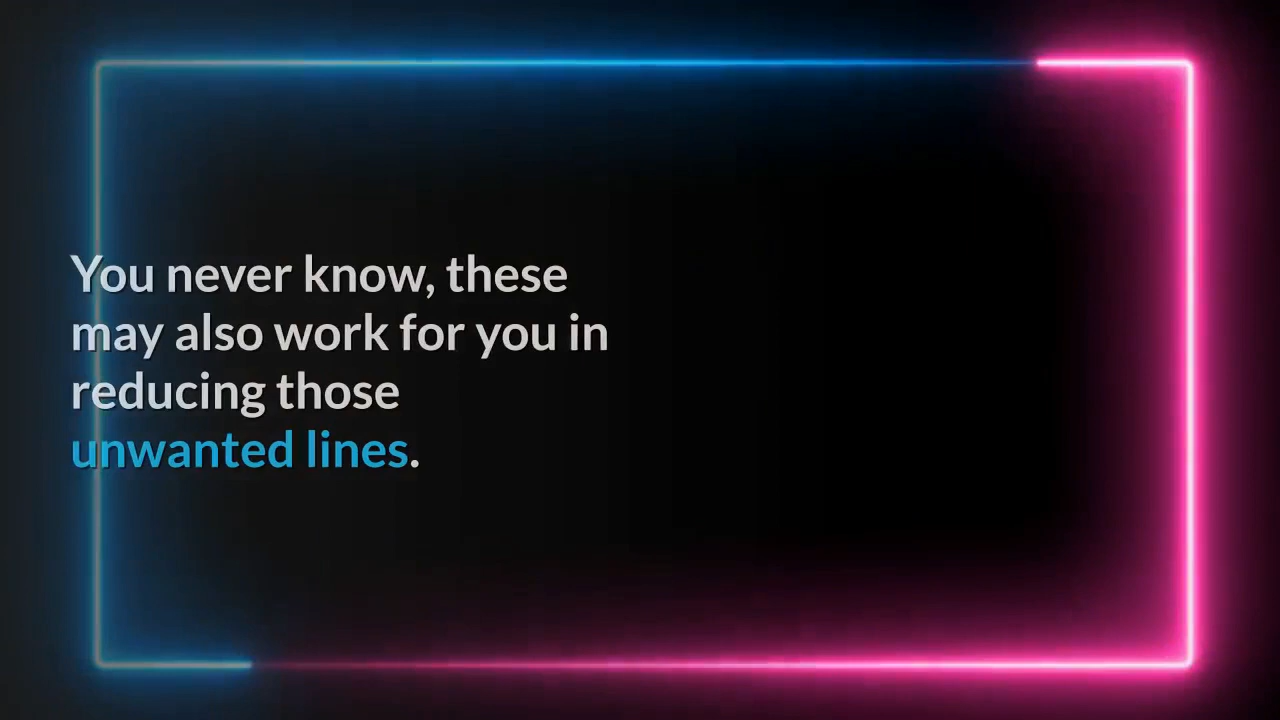 You never know, these
may also work for you in
reducing those
unwanted lines.